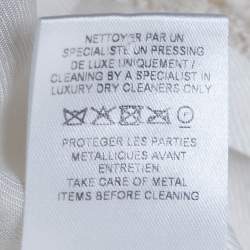 NETTOYER PAR UN
SPECIALISTE UN PRESSING
DE LUXE UNIQUEMENT /
CLEANING BY A SPECIALIST IN
LUXURY DRY CLEANERS ONLY
PROTEGER LES PARTIES
METALLIQUES AVANT
ENTRETIEN
TAKE CARE OF METAL
ITEMS BEFORE CLEANING